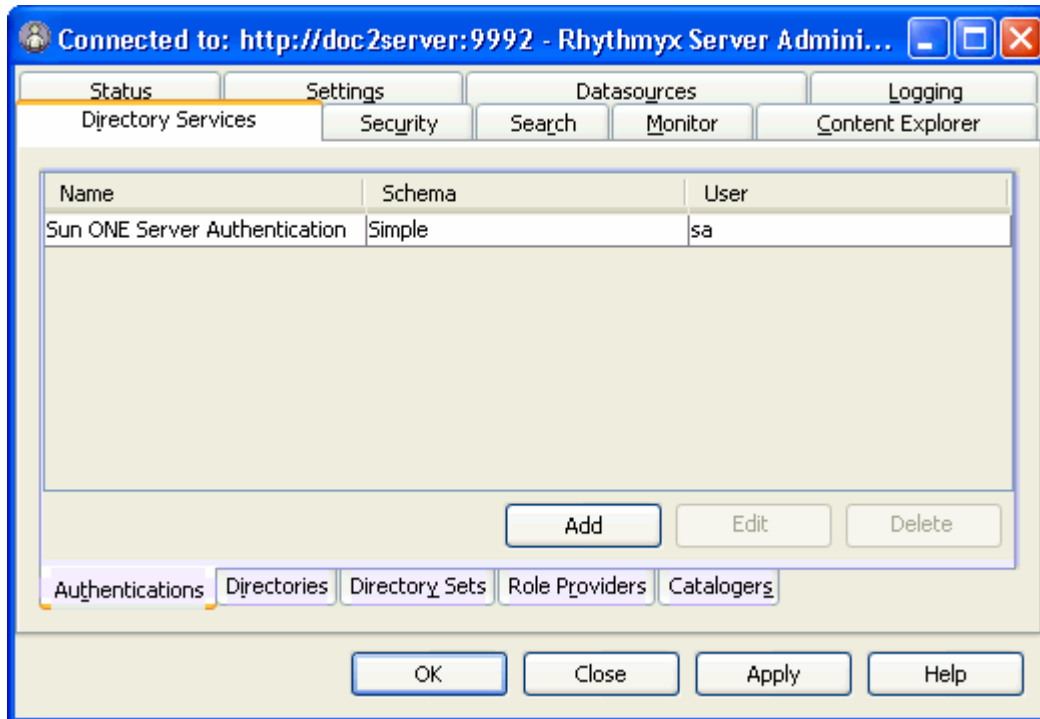 Connected to: http://doc2server:9992 - Rhythmyx Server Admini...
Status Settings Datasources Logging
Directory Services Security Search Monitor Content Explorer
Name Schema User
Sun ONE Server Authentication Simple sa
Add Edit Delete
Authentications Directories Directory Sets Role Providers Catalogers
OK Close Apply Help